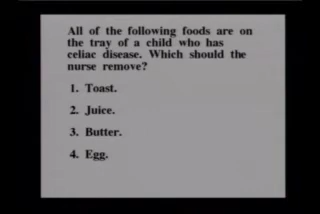 All of the following foods are on
the tray of a child who has
celiac disease. Which should the
nurse remove?
1. Toast.
2. Juice.
3. Butter.
4. Egg.